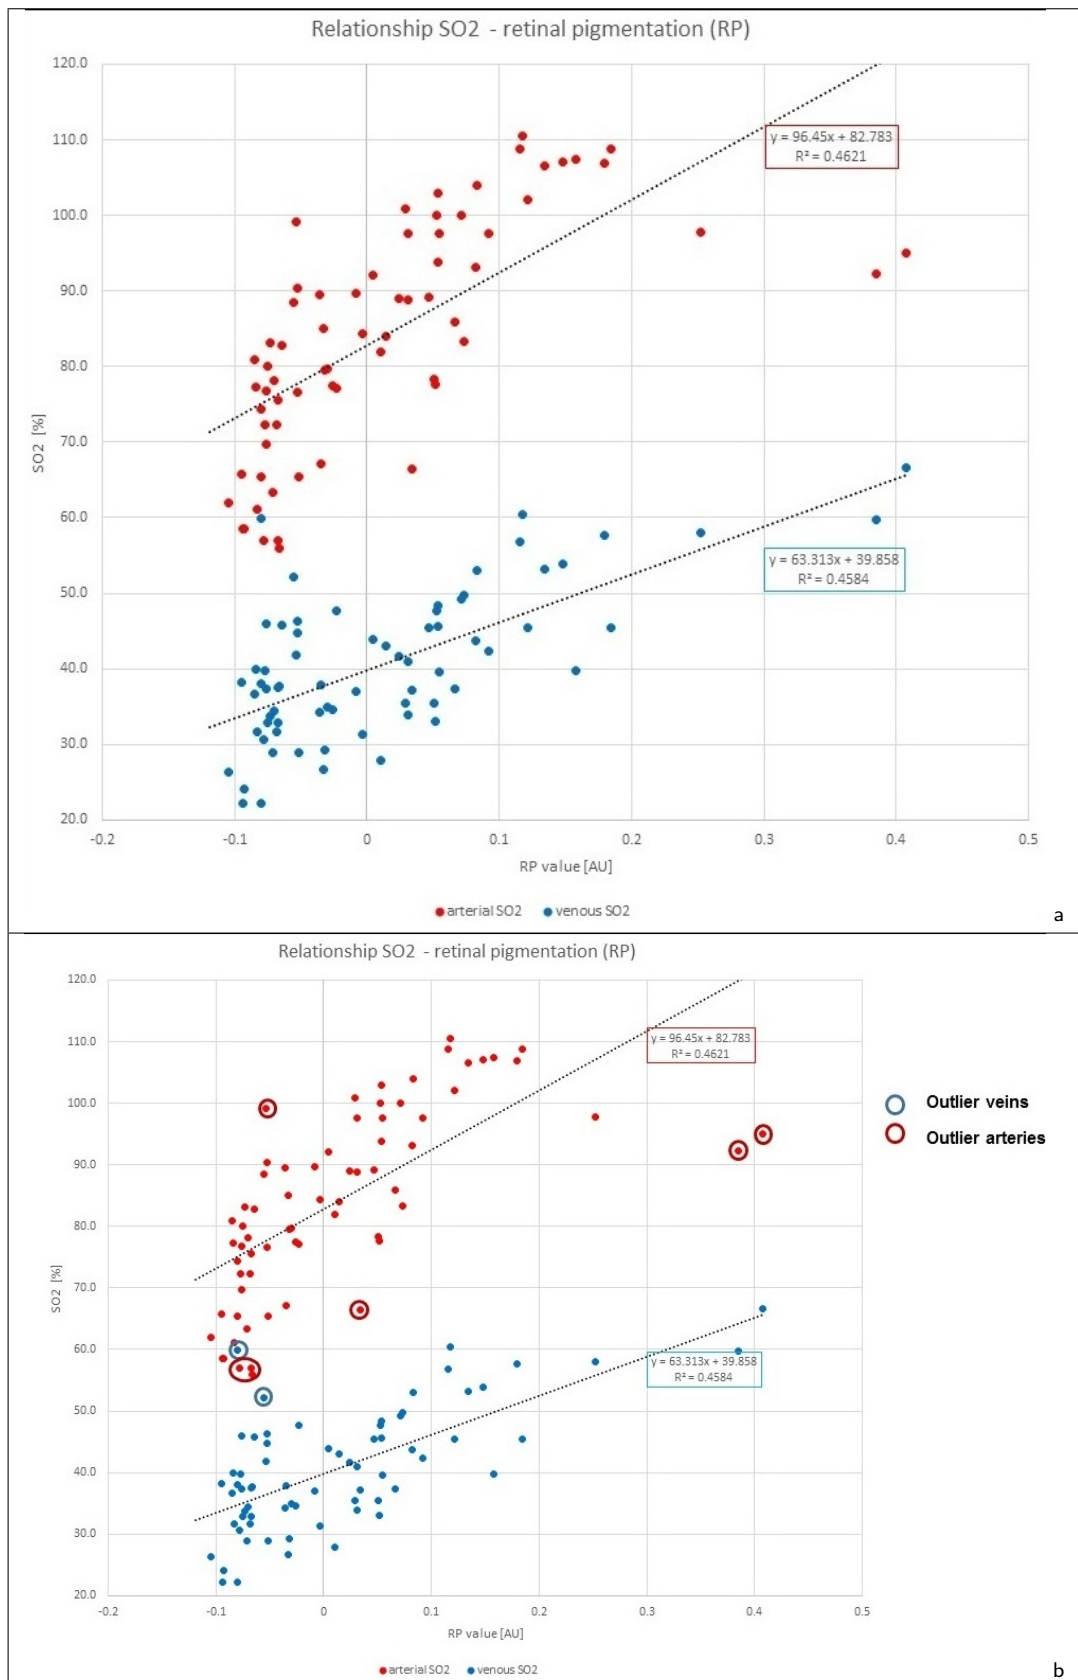 Relationship SO2 - retinal pigmentation (RP)
120.0
110.0
100.0
90.0
80.0
70.0
60.0
50.0
40.0
30.0
20.0
SO2 [%]
y = 96.45x + 82.783
R² = 0.4621
y = 63.313x + 39.858
R² = 0.4584
-0.2 -0.1 0 0.1 0.2 0.3 0.4 0.5
RP value [AU]
arterial SO2 venous SO2
a
Relationship SO2 - retinal pigmentation (RP)
120.0
110.0
100.0
90.0
80.0
70.0
60.0
50.0
40.0
30.0
20.0
SO2 [%]
y = 96.45x + 82.783
R² = 0.4621
Outlier veins
Outlier arteries
y = 63.313x + 39.858
R² = 0.4584
-0.2 -0.1 0 0.1 0.2 0.3 0.4 0.5
RP value [AU]
arterial SO2 venous SO2
b